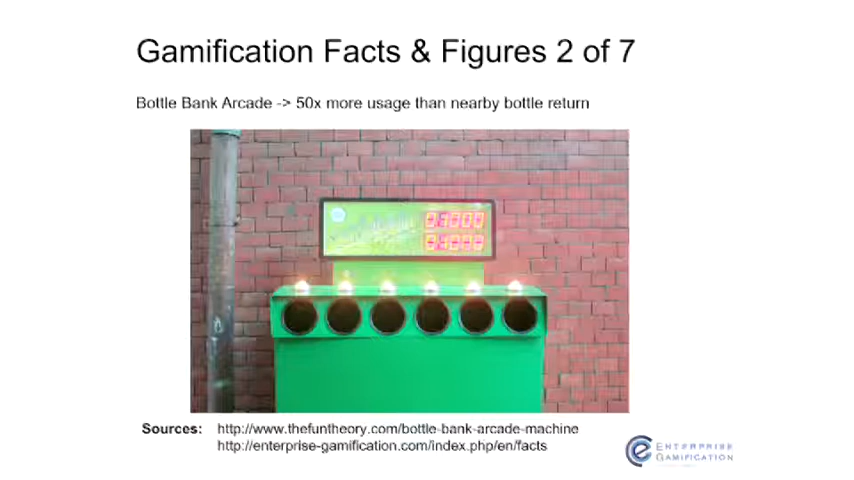 Gamification Facts & Figures 2 of 7
Bottle Bank Arcade -> 50x more usage than nearby bottle return
Sources: http://www.thefuntheory.com/bottle-bank-arcade-machine
http://enterprise-gamification.com/index.php/en/facts
ENTERPRISE
GAMIFICATION